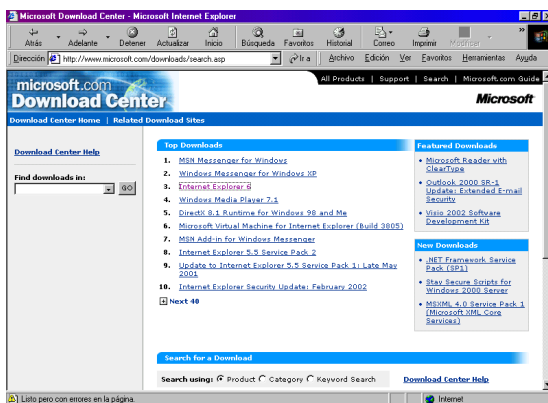 Microsoft Download Center - Microsoft Internet Explorer
Atrás Adelante Detener Actualizar Inicio Búsqueda Favoritos Historial Correo Imprimir Modificar »
Dirección http://www.microsoft.com/downloads/search.asp Ir a Archivo Edición Ver Favoritos Herramientas Ayuda
All Products | Support | Search | Microsoft.com Guide
microsoft.com
Download Center
Microsoft
Download Center Home | Related Download Sites
Download Center Help
Find downloads in:
GO
Top Downloads
1. MSN Messenger for Windows
2. Windows Messenger for Windows XP
3. Internet Explorer 6
4. Windows Media Player 7.1
5. DirectX 8.1 Runtime for Windows 98 and Me
6. Microsoft Virtual Machine for Internet Explorer (Build 3805)
7. MSN Add-in for Windows Messenger
8. Internet Explorer 5.5 Service Pack 2
9. Update to Internet Explorer 5.5 Service Pack 1: Late May
2001
10. Internet Explorer Security Update: February 2002
Next 40
Featured Downloads
• Microsoft Reader with
ClearType
• Outlook 2000 SR-1
Update: Extended E-mail
Security
• Visio 2002 Software
Development Kit
New Downloads
• .NET Framework Service
Pack (SP1)
• Stay Secure Scripts for
Windows 2000 Server
• MSXML 4.0 Service Pack 1
(Microsoft XML Core
Services)
Search for a Download
Search using: Product Category Keyword Search Download Center Help
Listo pero con errores en la página. Internet